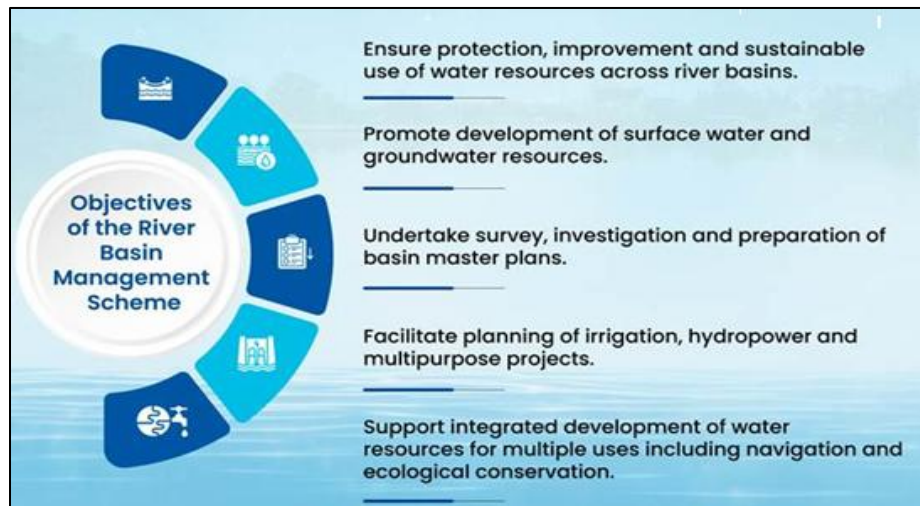 Objectives
of the River
Basin
Management
Scheme
Ensure protection, improvement and sustainable
use of water resources across river basins.
Promote development of surface water and
groundwater resources.
Undertake survey, investigation and preparation of
basin master plans.
Facilitate planning of irrigation, hydropower and
multipurpose projects.
Support integrated development of water
resources for multiple uses including navigation and
ecological conservation.